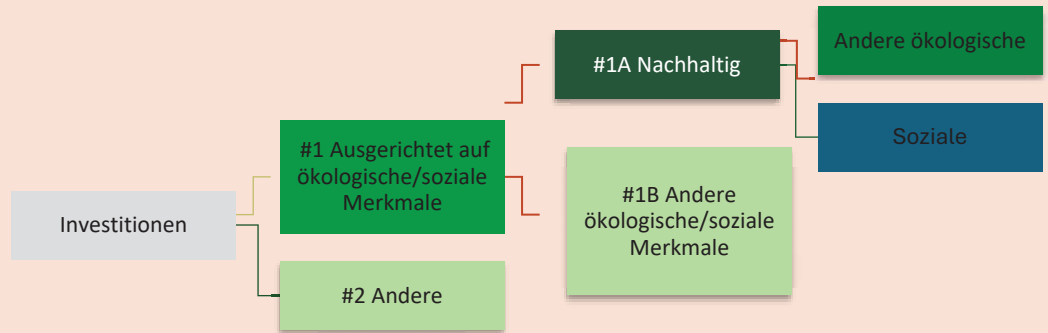 Investitionen
#1 Ausgerichtet auf
ökologische/soziale
Merkmale
#2 Andere
#1A Nachhaltig
#1B Andere
ökologische/soziale
Merkmale
Andere ökologische
Soziale